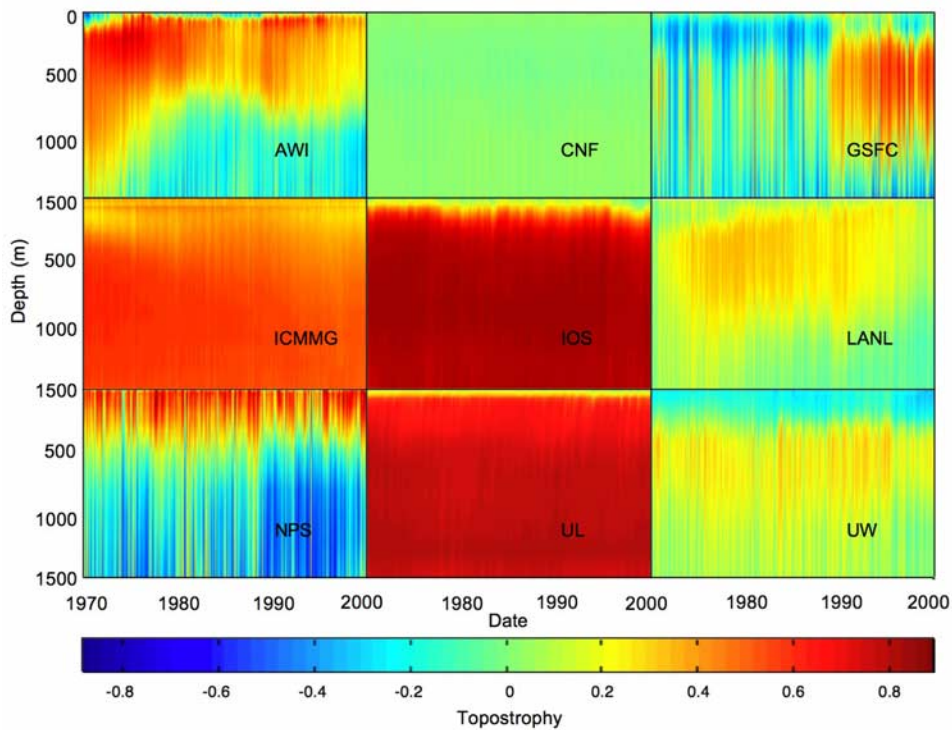 0
500
1000
AWI
CNF
GSFC
1500
500
1000
ICMMG
IOS
LANL
Depth (m)
1500
500
1000
1500
NPS
UL
UW
1970 1980 1990 2000 1980 1990 2000 1980 1990 2000
Date
-0.8 -0.6 -0.4 -0.2 0 0.2 0.4 0.6 0.8
Topostrophy